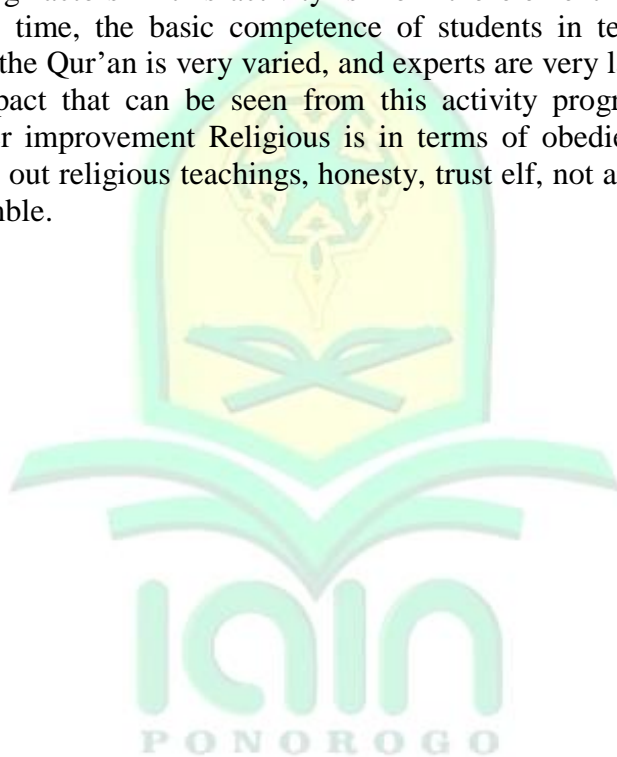 time, the basic competence of students in te
the Qur'an is very varied, and experts are very l
pact that can be seen from this activity progr
r improvement Religious is in terms of obedie
out religious teachings, honesty, trust elf, not a
ble.
iain
PONOROGO